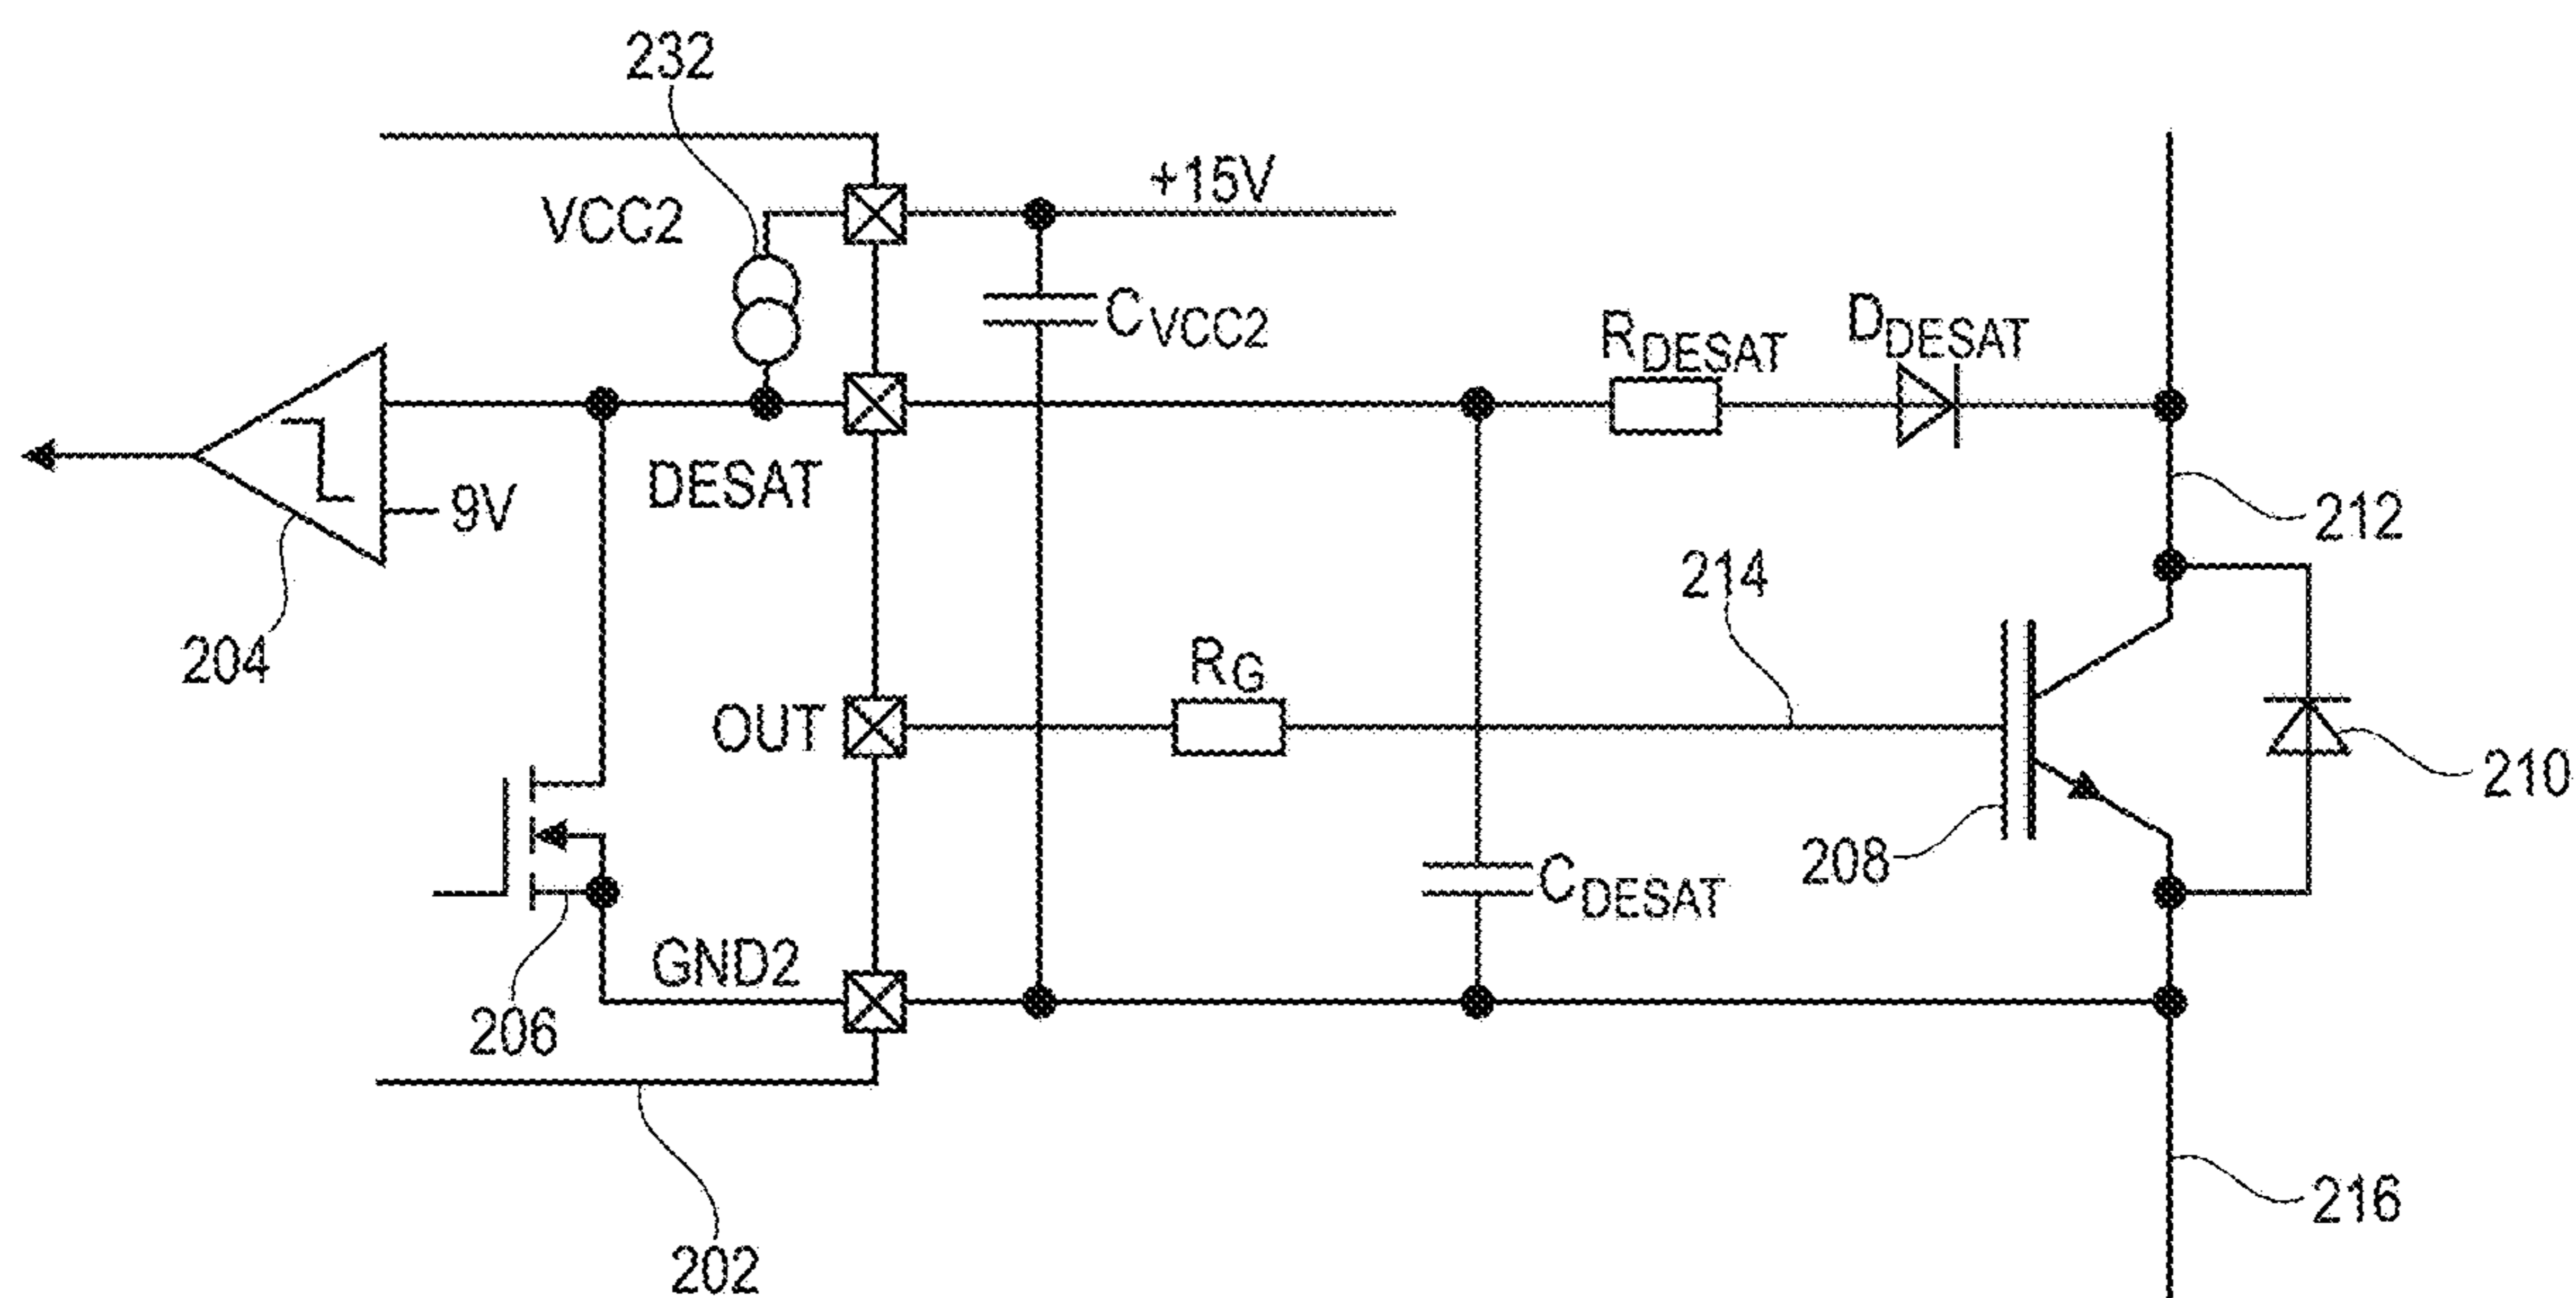 232
+15V
VCC2
CVCC2
RDESAT
DDESAT
DESAT
9V
212
204
214
RG
OUT
210
208
CDESAT
GND2
206
216
202